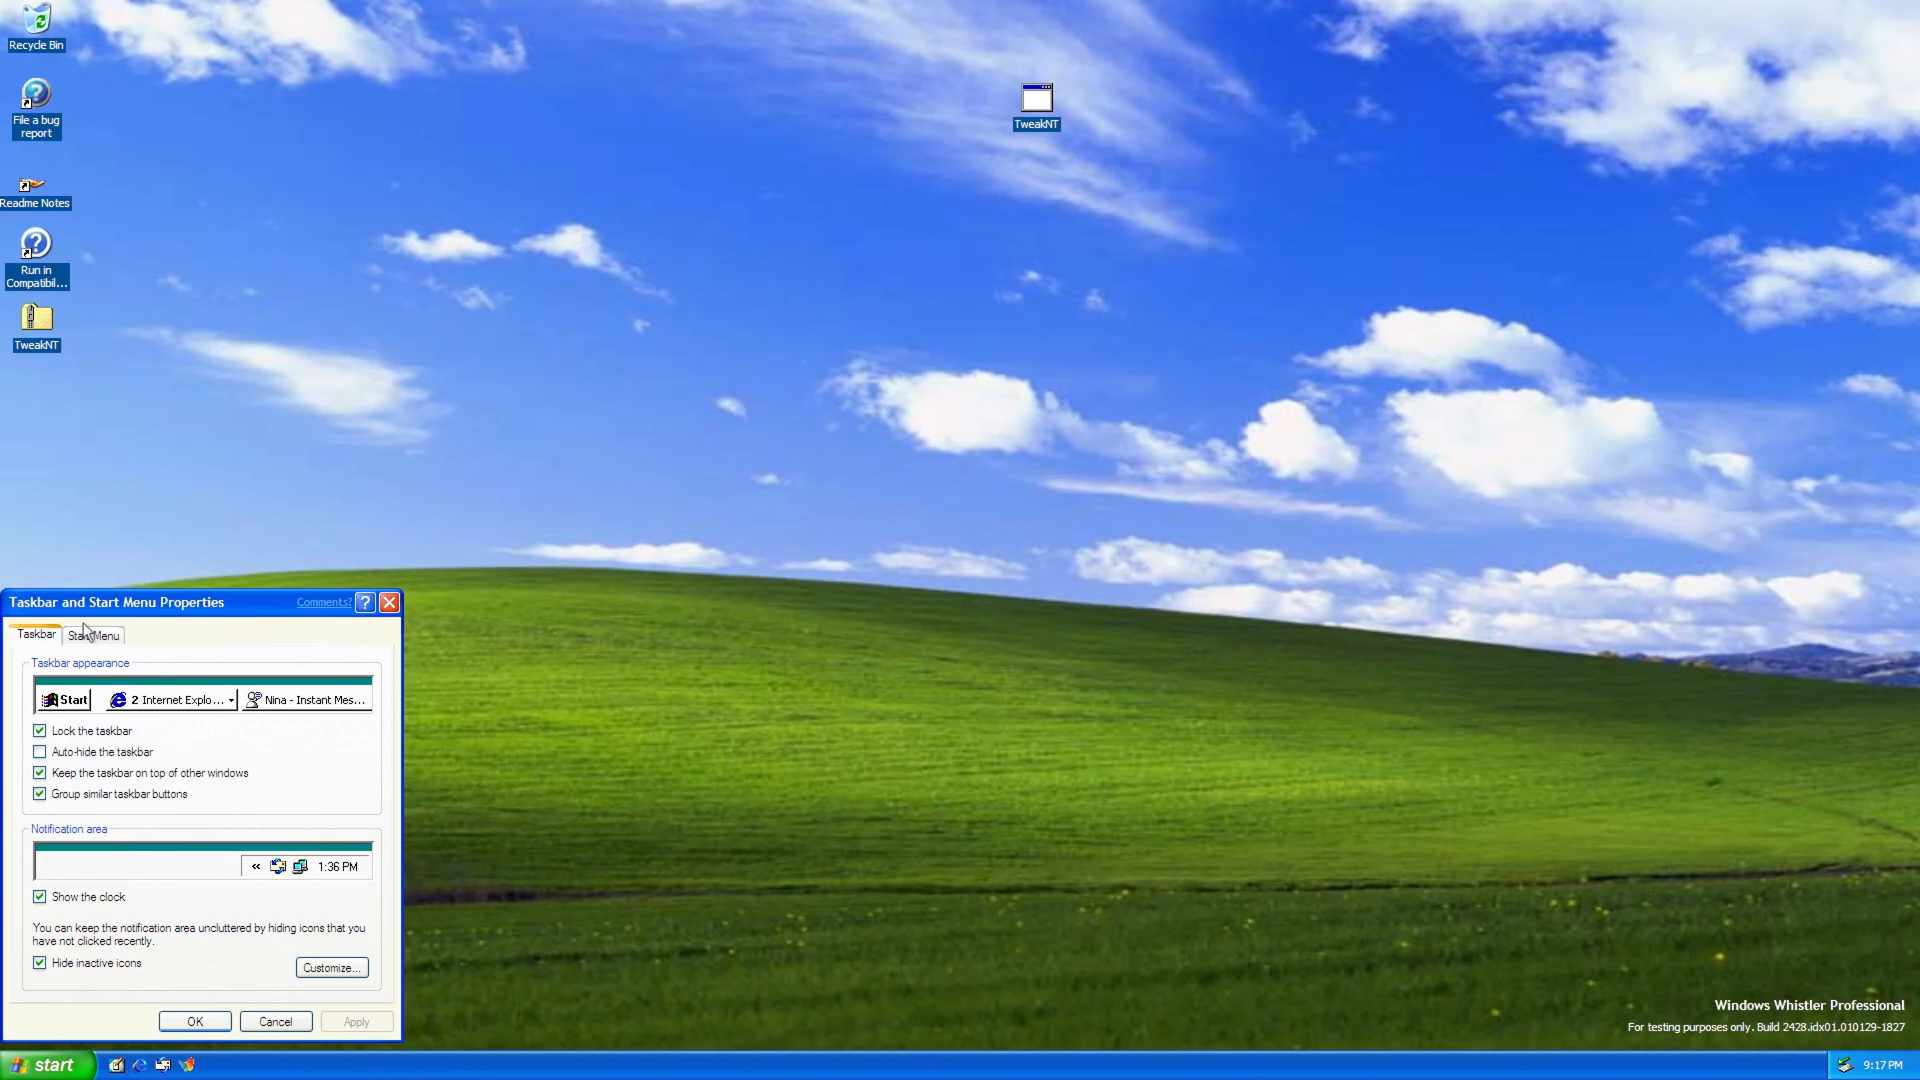 Recycle Bin
File a bug
report
Readme Notes
Run in
Compatibil...
TweakNT
TweakNT
Taskbar and Start Menu Properties
Comments?
Taskbar
Start Menu
Taskbar appearance
Start
2 Internet Explo...
Nina - Instant Mes...
Lock the taskbar
Auto-hide the taskbar
Keep the taskbar on top of other windows
Group similar taskbar buttons
Notification area
« 1:36 PM
Show the clock
You can keep the notification area uncluttered by hiding icons that you
have not clicked recently.
Hide inactive icons
Customize...
OK
Cancel
Apply
Windows Whistler Professional
For testing purposes only. Build 2428.idx01.010129-1827
start
9:17 PM